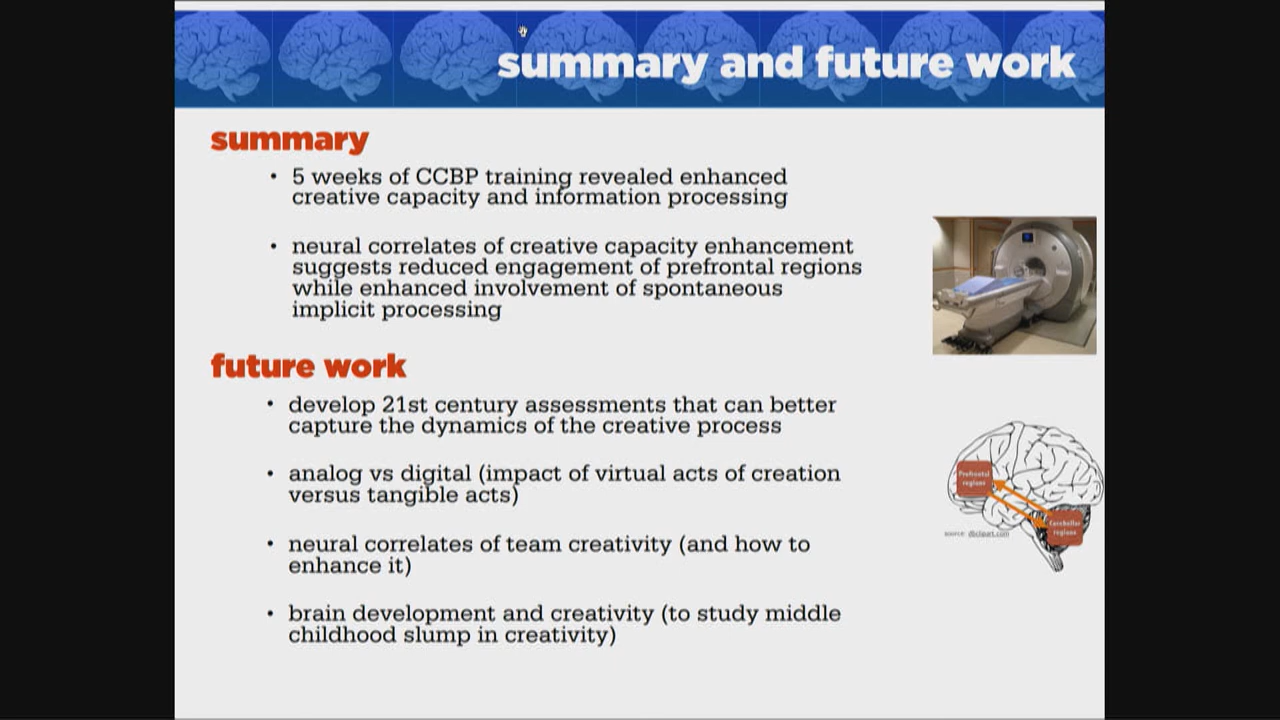 summary and future work
summary
• 5 weeks of CCBP training revealed enhanced
creative capacity and information processing
• neural correlates of creative capacity enhancement
suggests reduced engagement of prefrontal regions
while enhanced involvement of spontaneous
implicit processing
future work
• develop 21st century assessments that can better
capture the dynamics of the creative process
• analog vs digital (impact of virtual acts of creation
versus tangible acts)
• neural correlates of team creativity (and how to
enhance it)
• brain development and creativity (to study middle
childhood slump in creativity)
Prefrontal
regions
Cerebellar
regions
source: dbclipart.com